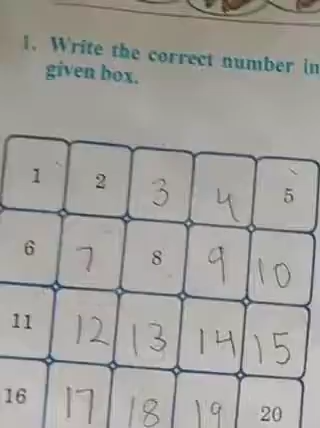 1. Write the correct number in
given box.
1 2 3 4 5
6 7 8 9 10
11 12 13 14 15
16 17 18 19 20